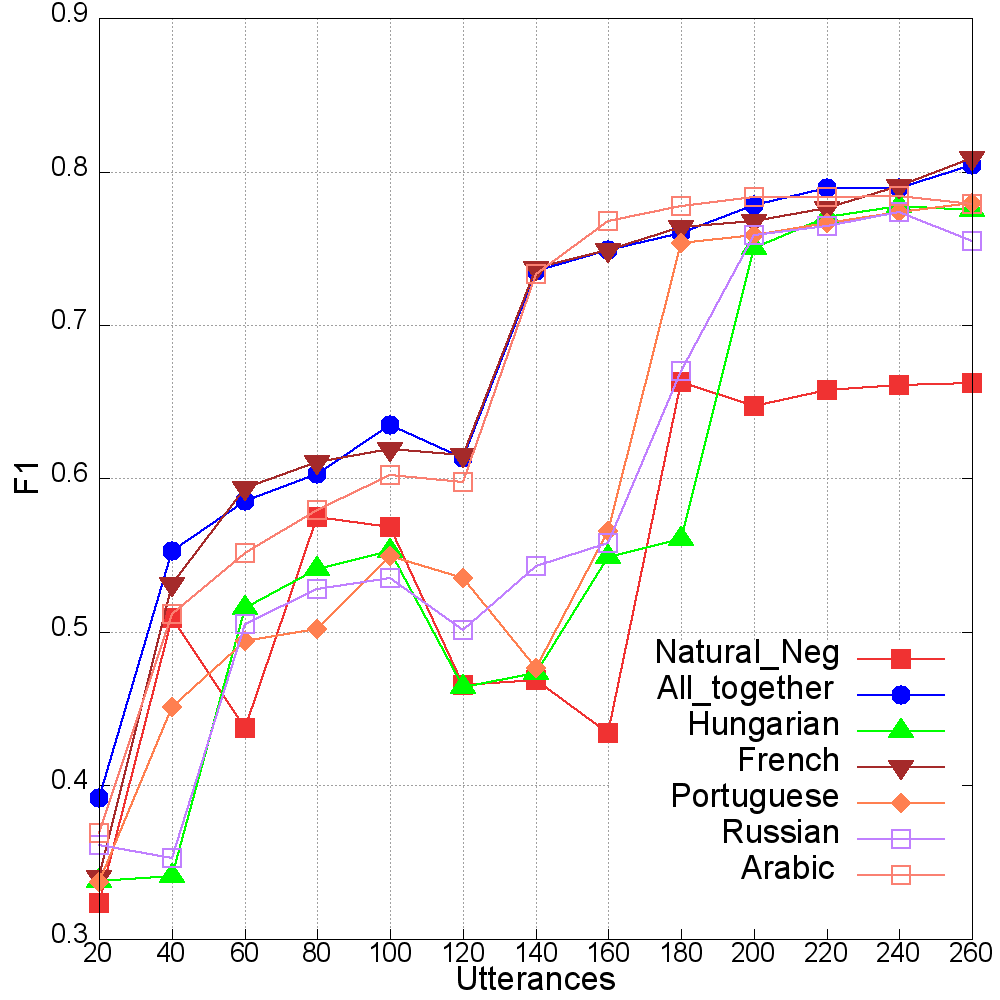 0.9
0.8
0.7
0.6
0.5
0.4
0.3
F1
Natural_Neg
All_together
Hungarian
French
Portuguese
Russian
Arabic
20 40 60 80 100 120 140 160 180 200 220 240 260
Utterances